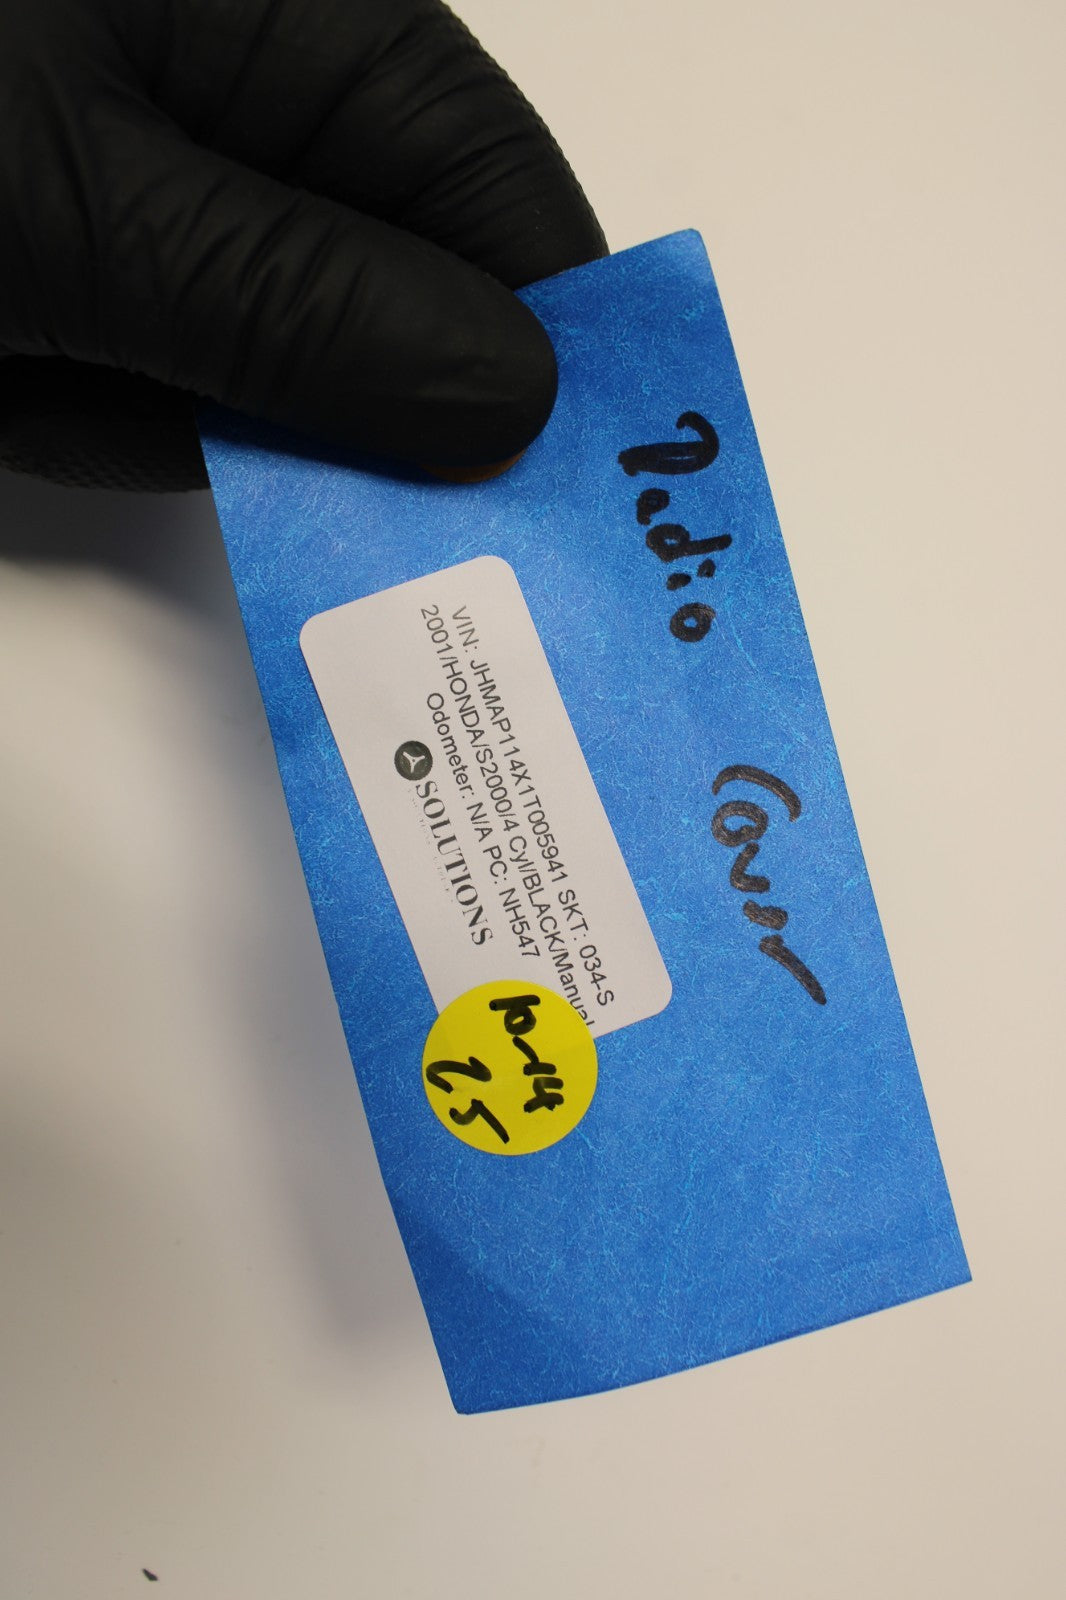 Radio Cover
VIN: JHMAP114X1T005941 SKT: 034-S
2001/HONDA/S2000/4 Cyl/BLACK/Manual
Odometer: N/A PC: NH547
SOLUTIONS
10-14
25